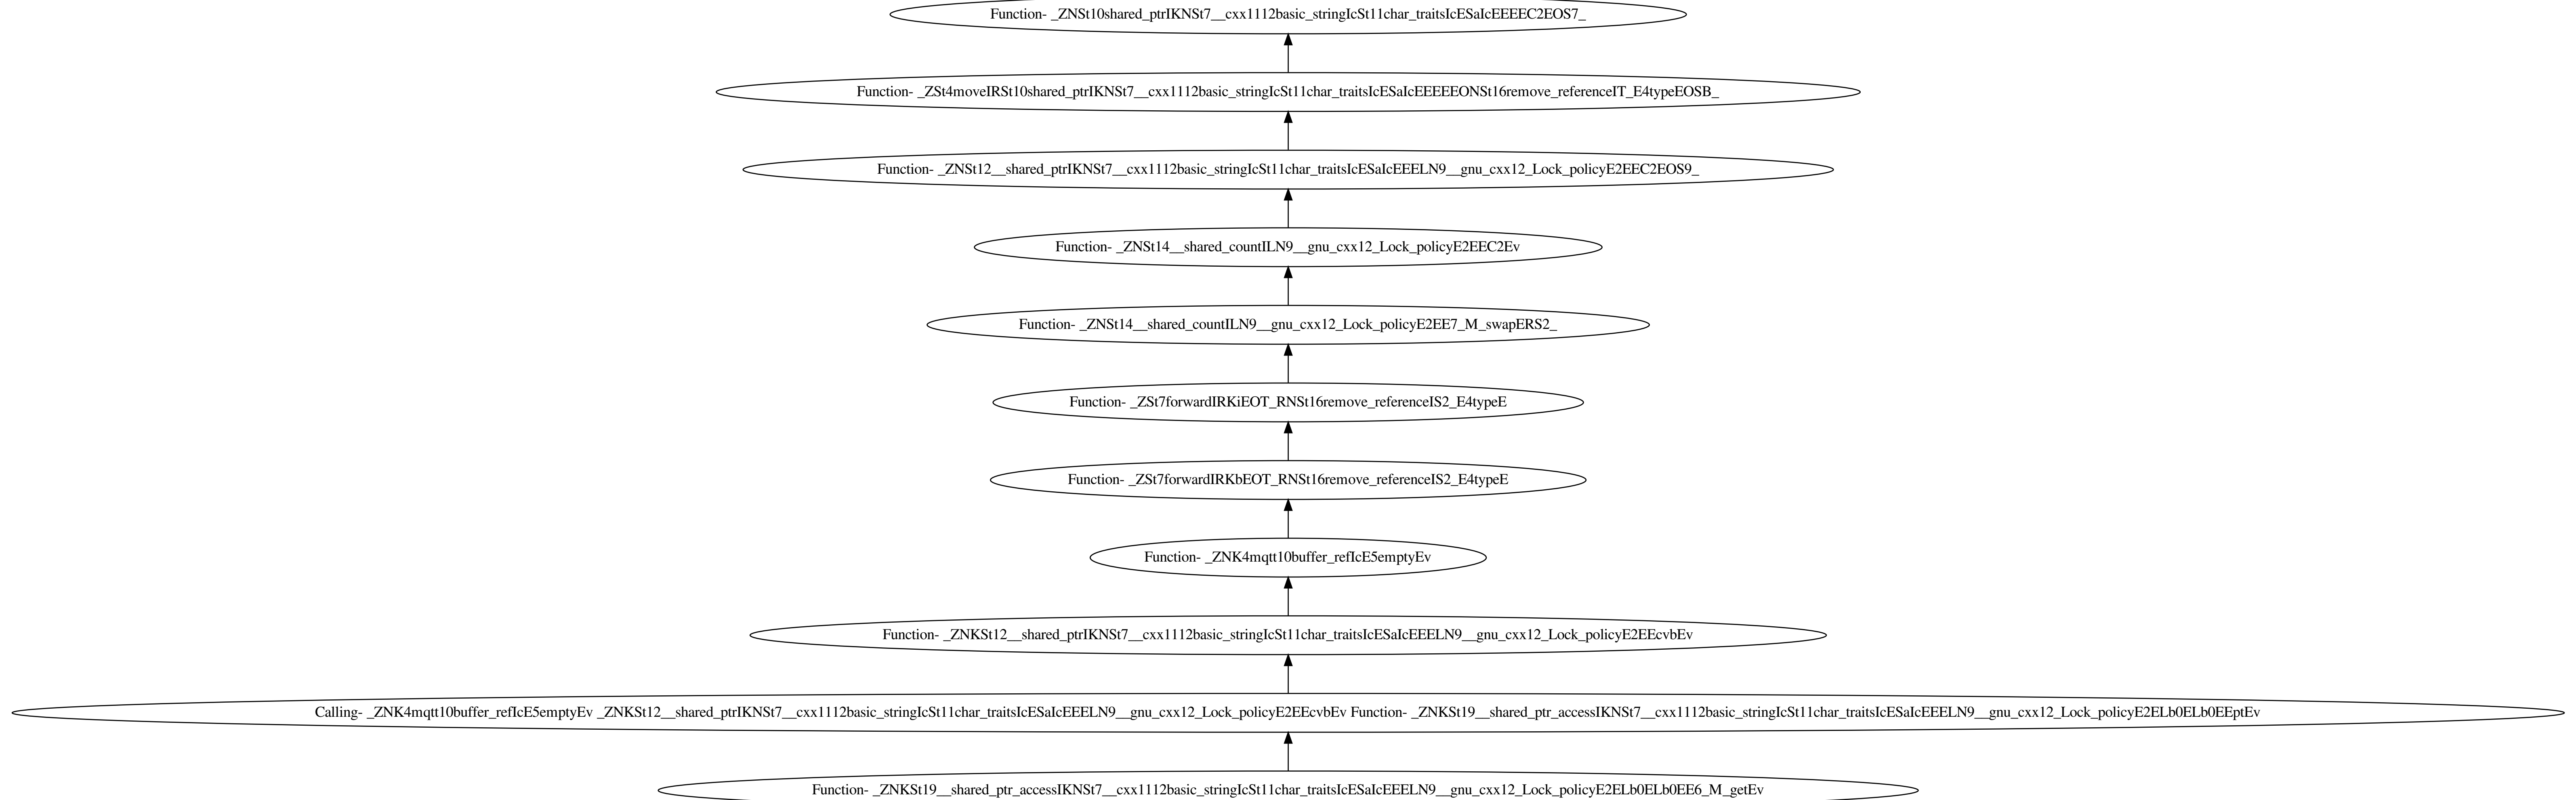 Function- _ZNSt10shared_ptrIKNSt7__cxx1112basic_stringIcSt11char_traitsIcESaIcEEEEC2EOS7_
Function- _ZSt4moveIRSt10shared_ptrIKNSt7__cxx1112basic_stringIcSt11char_traitsIcESaIcEEEEEONSt16remove_referenceIT_E4typeEOSB_
Function- _ZNSt12__shared_ptrIKNSt7__cxx1112basic_stringIcSt11char_traitsIcESaIcEEELN9__gnu_cxx12_Lock_policyE2EEC2EOS9_
Function- _ZNSt14__shared_countILN9__gnu_cxx12_Lock_policyE2EEC2Ev
Function- _ZNSt14__shared_countILN9__gnu_cxx12_Lock_policyE2EE7_M_swapERS2_
Function- _ZSt7forwardIRKiEOT_RNSt16remove_referenceIS2_E4typeE
Function- _ZSt7forwardIRKbEOT_RNSt16remove_referenceIS2_E4typeE
Function- _ZNK4mqtt10buffer_refIcE5emptyEv
Function- _ZNKSt12__shared_ptrIKNSt7__cxx1112basic_stringIcSt11char_traitsIcESaIcEEELN9__gnu_cxx12_Lock_policyE2EEcvbEv
Calling- _ZNK4mqtt10buffer_refIcE5emptyEv _ZNKSt12__shared_ptrIKNSt7__cxx1112basic_stringIcSt11char_traitsIcESaIcEEELN9__gnu_cxx12_Lock_policyE2EEcvbEv Function- _ZNKSt19__shared_ptr_accessIKNSt7__cxx1112basic_stringIcSt11char_traitsIcESaIcEEELN9__gnu_cxx12_Lock_policyE2ELb0ELb0EEptEv
Function- _ZNKSt19__shared_ptr_accessIKNSt7__cxx1112basic_stringIcSt11char_traitsIcESaIcEEELN9__gnu_cxx12_Lock_policyE2ELb0ELb0EE6_M_getEv